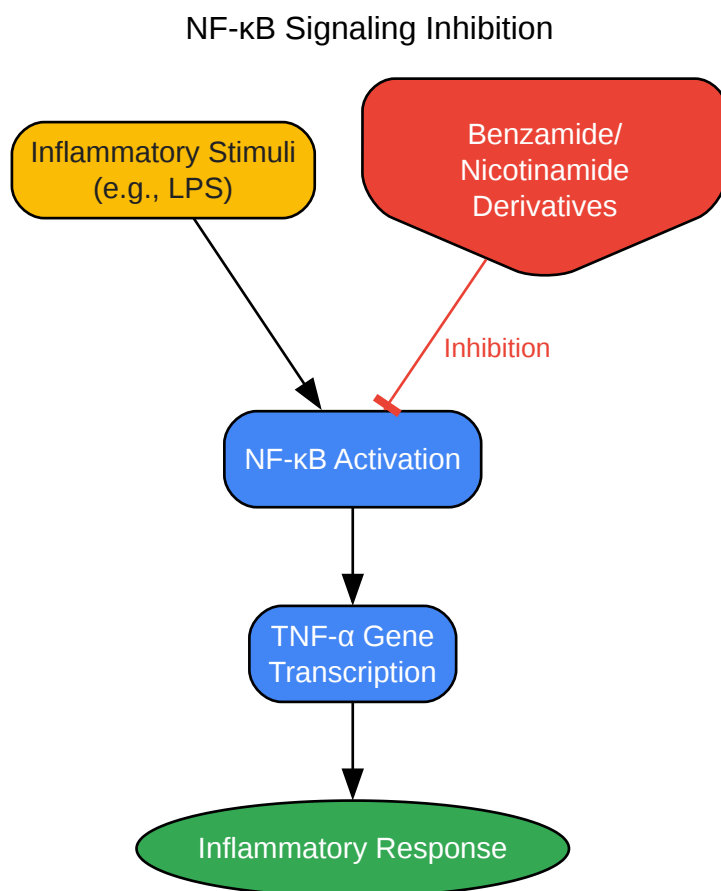 NF-κB Signaling Inhibition
Inflammatory Stimuli
(e.g., LPS)
Benzamide/
Nicotinamide
Derivatives
Inhibition
NF-κB Activation
TNF-α Gene
Transcription
Inflammatory Response